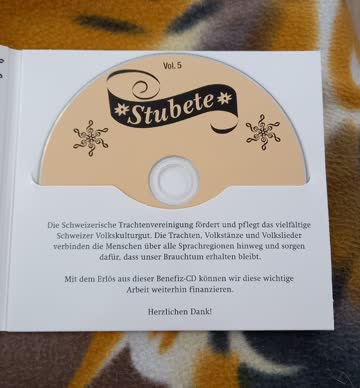 Vol. 5
Stubete
Die Schweizerische Trachtenvereinigung fördert und pflegt das vielfältige
Schweizer Volkskulturgut. Die Trachten, Volkstänze und Volkslieder
verbinden die Menschen über alle Sprachregionen hinweg und sorgen
dafür, dass unser Brauchtum erhalten bleibt.
Mit dem Erlös aus dieser Benefiz-CD können wir diese wichtige
Arbeit weiterhin finanzieren.
Herzlichen Dank!